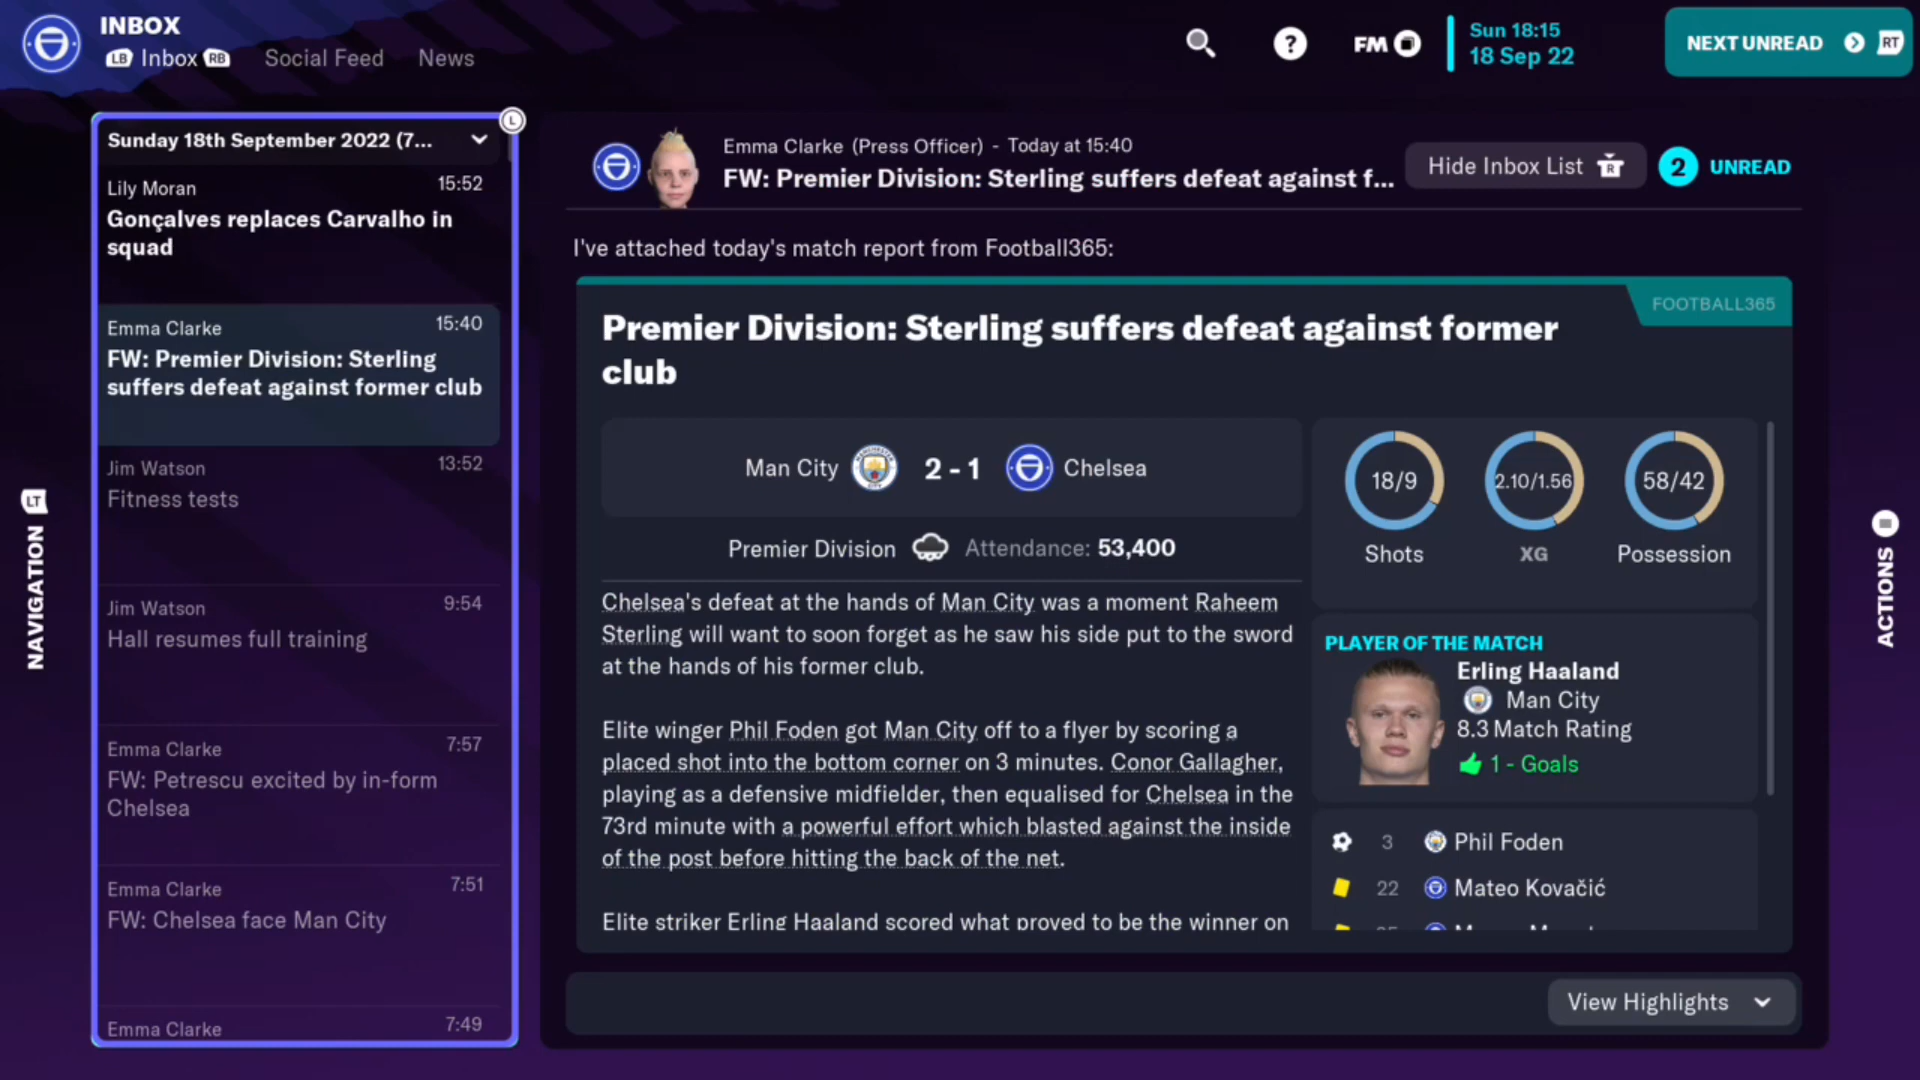 INBOX
LB Inbox RB Social Feed News
? FM
Sun 18:15
18 Sep 22
NEXT UNREAD RT
L
Sunday 18th September 2022 (7...
Lily Moran 15:52
Gonçalves replaces Carvalho in
squad
Emma Clarke 15:40
FW: Premier Division: Sterling
suffers defeat against former club
Jim Watson 13:52
Fitness tests
Jim Watson 9:54
Hall resumes full training
Emma Clarke 7:57
FW: Petrescu excited by in-form
Chelsea
Emma Clarke 7:51
FW: Chelsea face Man City
Emma Clarke 7:49
LT
NAVIGATION
Emma Clarke (Press Officer) - Today at 15:40
FW: Premier Division: Sterling suffers defeat against f...
Hide Inbox List R
2 UNREAD
I've attached today's match report from Football365:
FOOTBALL365
Premier Division: Sterling suffers defeat against former
club
Man City 2 - 1 Chelsea
Premier Division Attendance: 53,400
Chelsea's defeat at the hands of Man City was a moment Raheem
Sterling will want to soon forget as he saw his side put to the sword
at the hands of his former club.
Elite winger Phil Foden got Man City off to a flyer by scoring a
placed shot into the bottom corner on 3 minutes. Conor Gallagher,
playing as a defensive midfielder, then equalised for Chelsea in the
73rd minute with a powerful effort which blasted against the inside
of the post before hitting the back of the net.
Elite striker Erling Haaland scored what proved to be the winner on
18/9 2.10/1.56 58/42
Shots XG Possession
PLAYER OF THE MATCH
Erling Haaland
Man City
8.3 Match Rating
1 - Goals
3 Phil Foden
22 Mateo Kovačić
View Highlights
ACTIONS